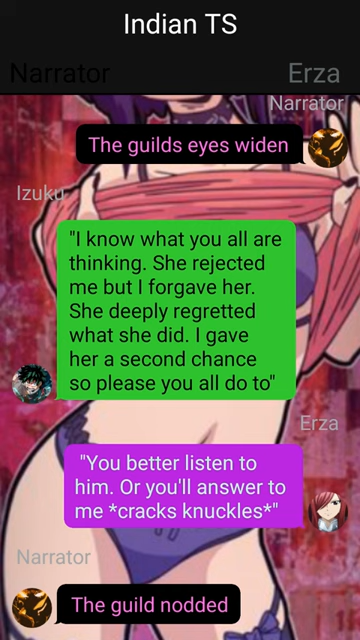 Indian TS
Narrator
Erza
Narrator
The guilds eyes widen
Izuku
"I know what you all are
thinking. She rejected
me but I forgave her.
She deeply regretted
what she did. I gave
her a second chance
so please you all do to"
Erza
"You better listen to
him. Or you'll answer to
me *cracks knuckles*"
Narrator
The guild nodded